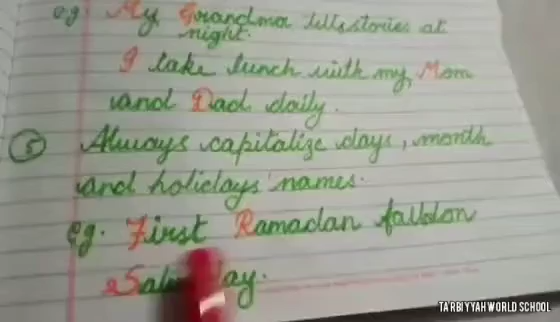 eg My Grandma tells stories at
night.
I take lunch with my Mom
and Dad daily.
5 Always capitalize days, month
and holidays names.
eg. First Ramadan falls on
TARBIYYAH WORLD SCHOOL